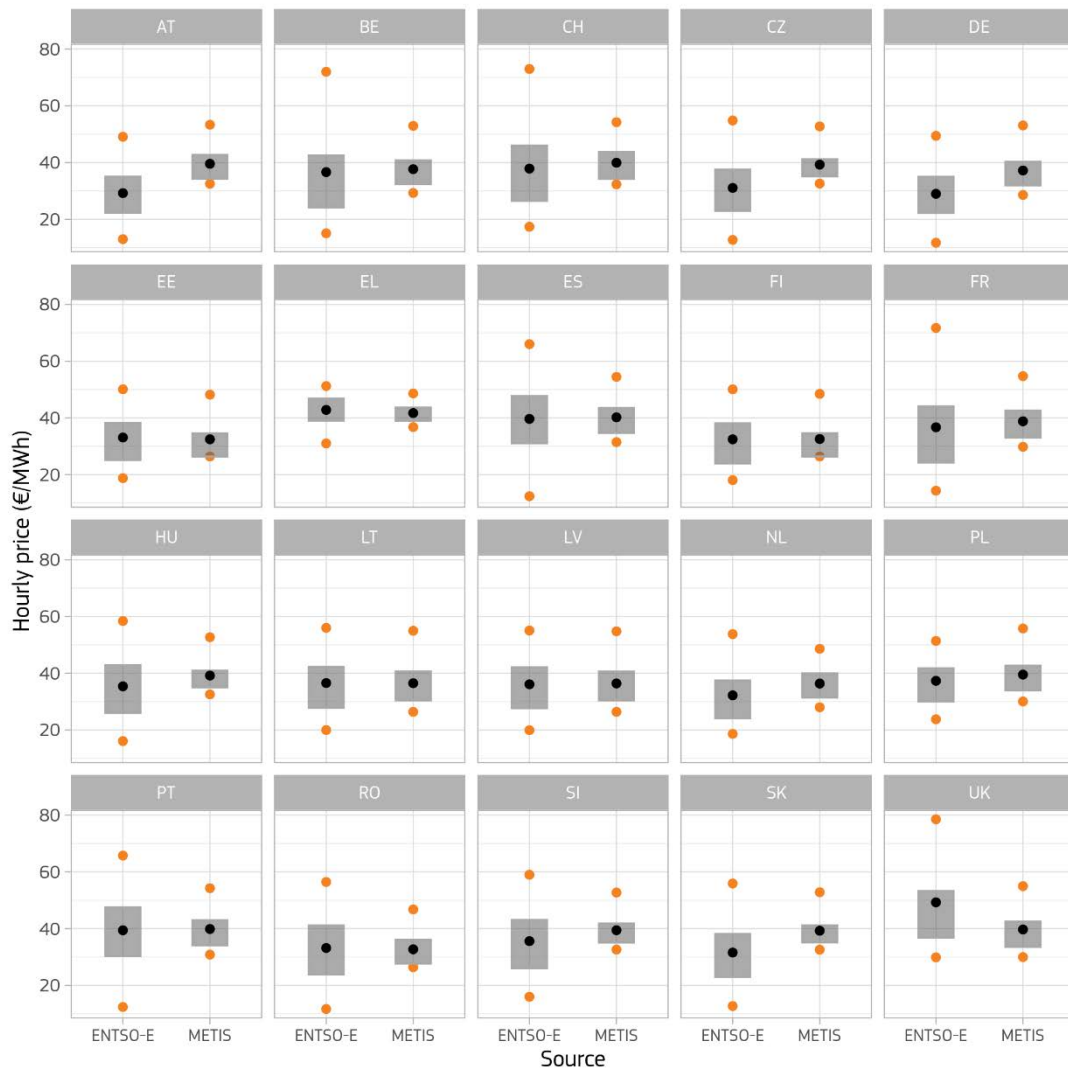 AT BE CH CZ DE
80
60
40
20
EE EL ES FI FR
80
60
40
20
Hourly price (€/MWh)
HU LT LV NL PL
80
60
40
20
PT RO SI SK UK
80
60
40
20
ENTSO-E METIS ENTSO-E METIS ENTSO-E METIS ENTSO-E METIS ENTSO-E METIS
Source